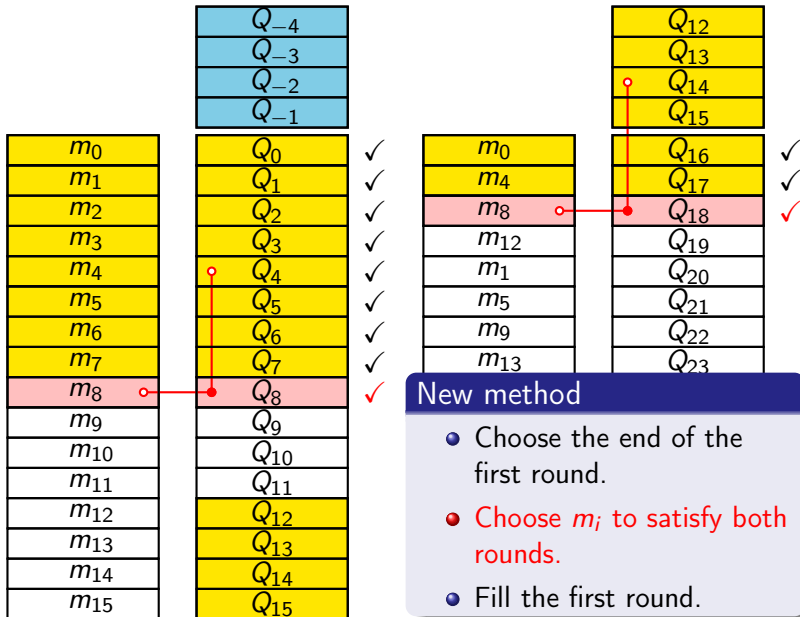 Q₋₄
Q₋₃
Q₋₂
Q₋₁
m₀ Q₀ ✓
m₁ Q₁ ✓
m₂ Q₂ ✓
m₃ Q₃ ✓
m₄ Q₄ ✓
m₅ Q₅ ✓
m₆ Q₆ ✓
m₇ Q₇ ✓
m₈ Q₈ ✓
m₉ Q₉
m₁₀ Q₁₀
m₁₁ Q₁₁
m₁₂ Q₁₂
m₁₃ Q₁₃
m₁₄ Q₁₄
m₁₅ Q₁₅
Q₁₂
Q₁₃
Q₁₄
Q₁₅
m₀ Q₁₆ ✓
m₄ Q₁₇ ✓
m₈ Q₁₈ ✓
m₁₂ Q₁₉
m₁ Q₂₀
m₅ Q₂₁
m₉ Q₂₂
m₁₃ Q₂₃
New method
Choose the end of the
first round.
Choose mᵢ to satisfy both
rounds.
Fill the first round.